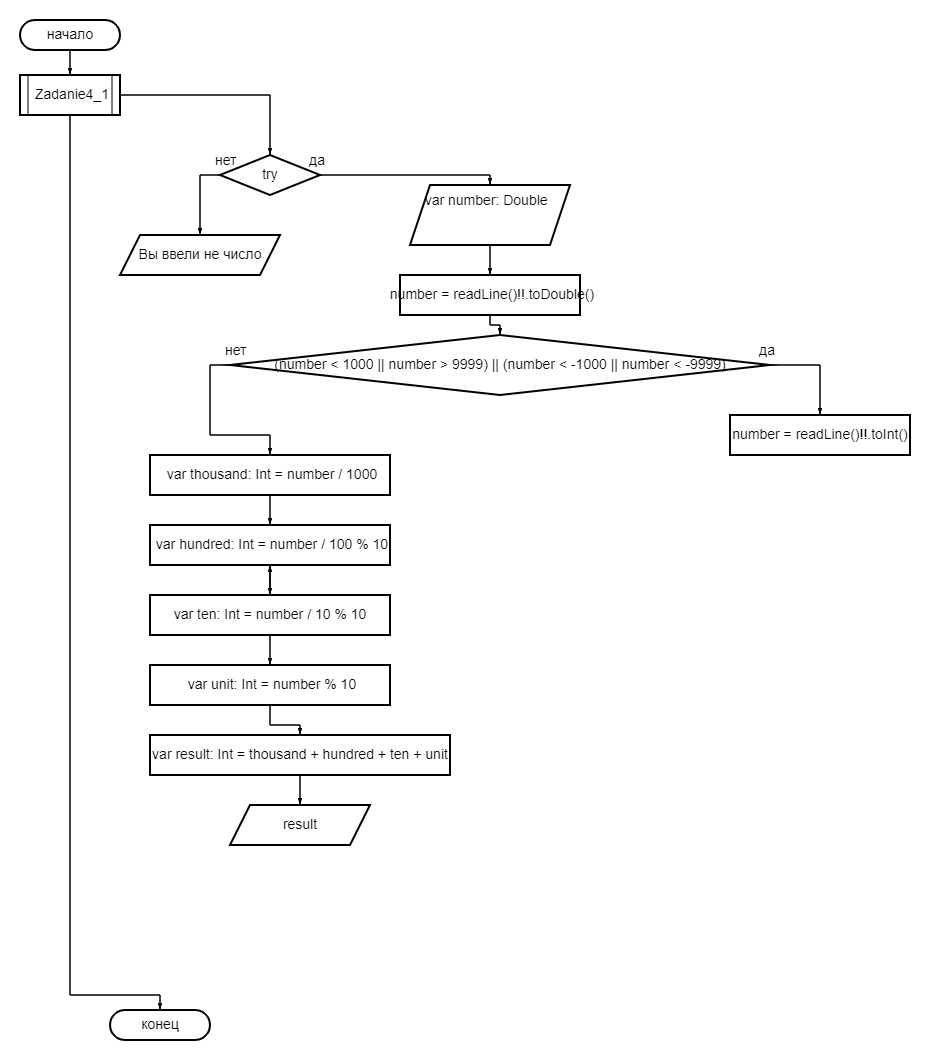 начало
Zadanie4_1
нет
да
try
var number: Double
Вы ввели не число
number = readLine()!!.toDouble()
нет
да
(number < 1000 || number > 9999) || (number < -1000 || number < -9999)
number = readLine()!!.toInt()
var thousand: Int = number / 1000
var hundred: Int = number / 100 % 10
var ten: Int = number / 10 % 10
var unit: Int = number % 10
var result: Int = thousand + hundred + ten + unit
result
конец